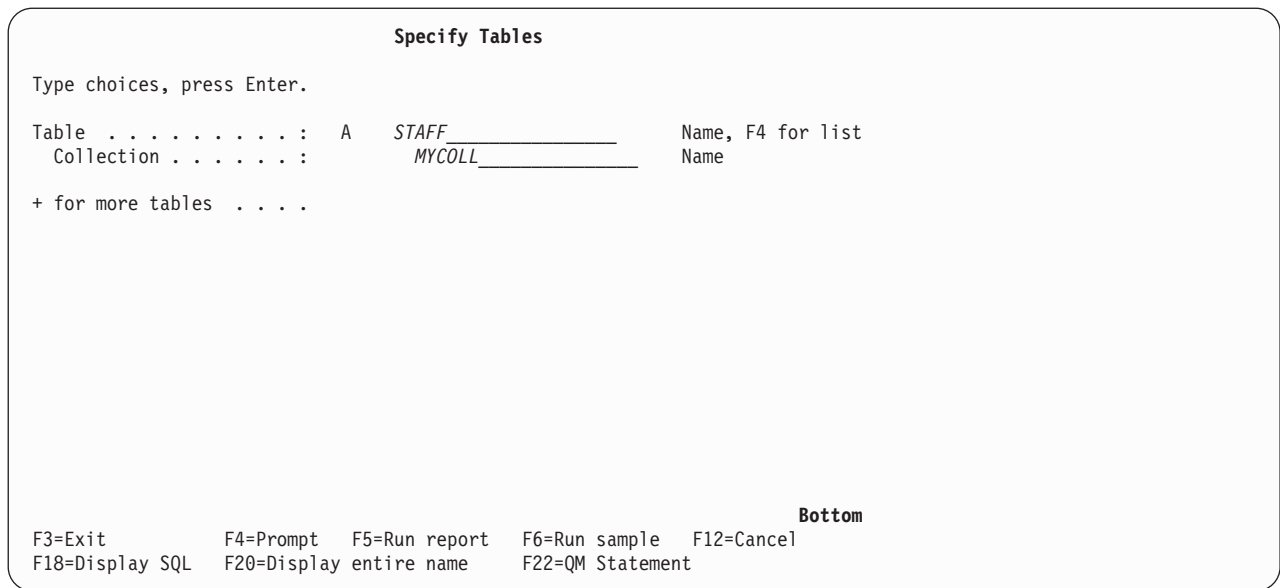 Specify Tables
Type choices, press Enter.
Table . . . . . . . . . : A STAFF________________ Name, F4 for list
Collection . . . . . . : MYCOLL_______________ Name
+ for more tables . . . .
Bottom
F3=Exit F4=Prompt F5=Run report F6=Run sample F12=Cancel
F18=Display SQL F20=Display entire name F22=QM Statement